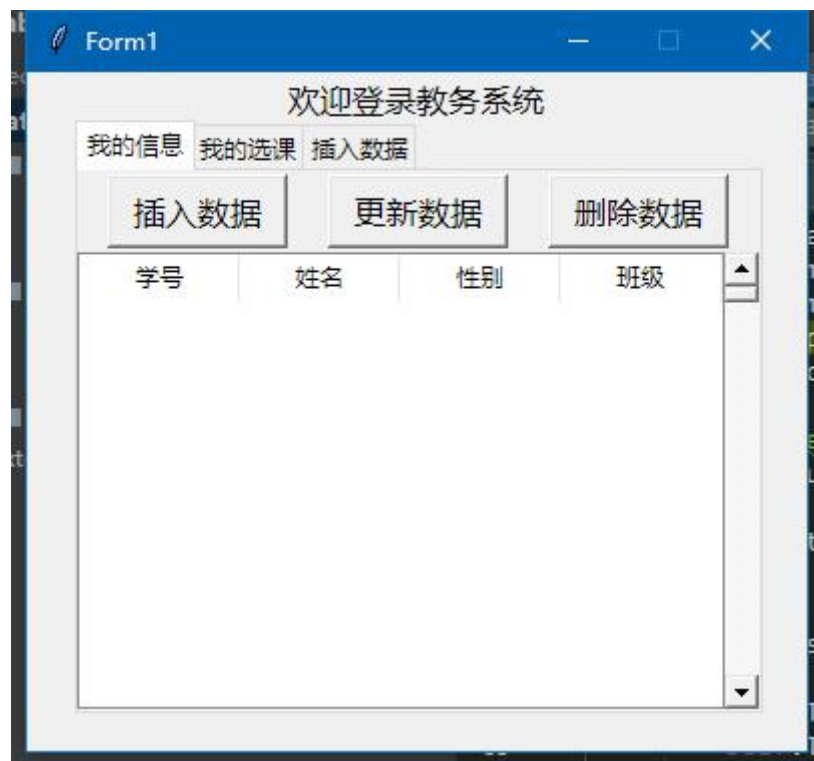 Form1
欢迎登录教务系统
我的信息 我的选课 插入数据
插入数据 更新数据 删除数据
学号 姓名 性别 班级